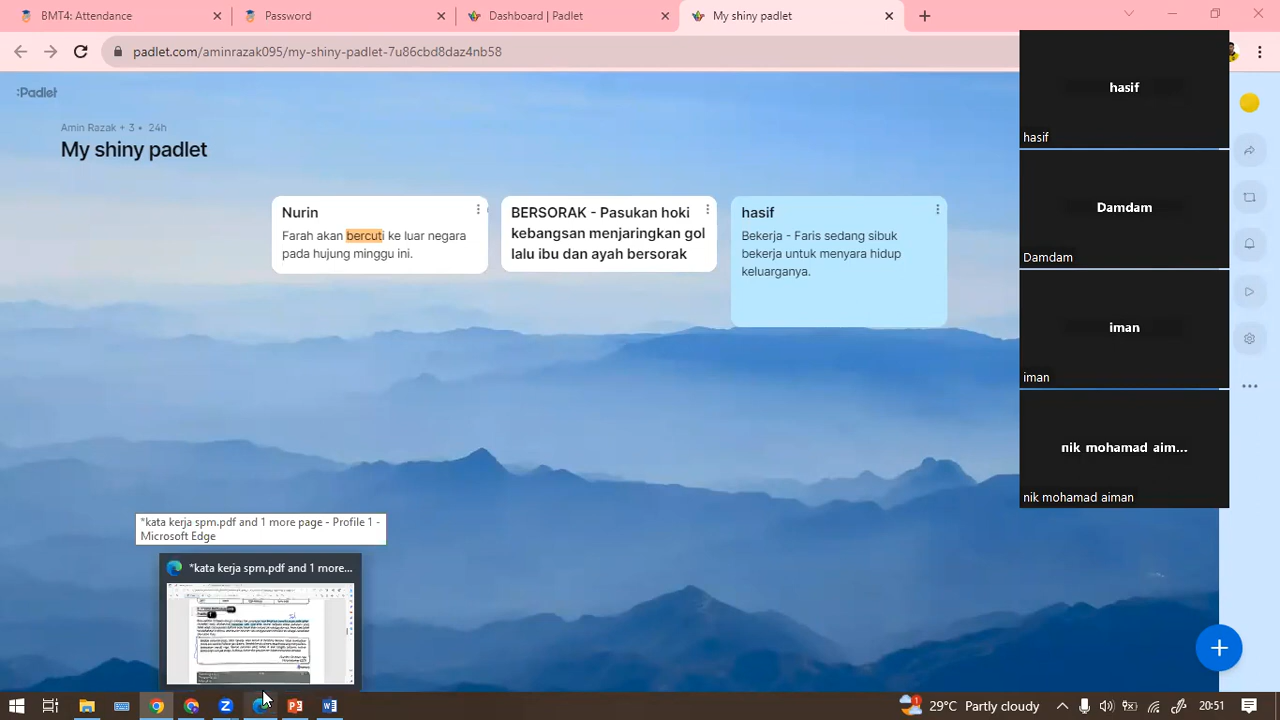 BMT4: Attendance
Password
Dashboard | Padlet
My shiny padlet
padlet.com/aminrazak095/my-shiny-padlet-7u86cbd8daz4nb58
:Padlet
Amin Razak + 3 • 24h
My shiny padlet
Nurin
Farah akan bercuti ke luar negara
pada hujung minggu ini.
BERSORAK - Pasukan hoki
kebangsan menjaringkan gol
lalu ibu dan ayah bersorak
hasif
Bekerja - Faris sedang sibuk
bekerja untuk menyara hidup
keluarganya.
hasif
hasif
Damdam
Damdam
iman
iman
nik mohamad aim...
nik mohamad aiman
*kata kerja spm.pdf and 1 more page - Profile 1 -
Microsoft Edge
*kata kerja spm.pdf and 1 more...
29°C Partly cloudy
20:51